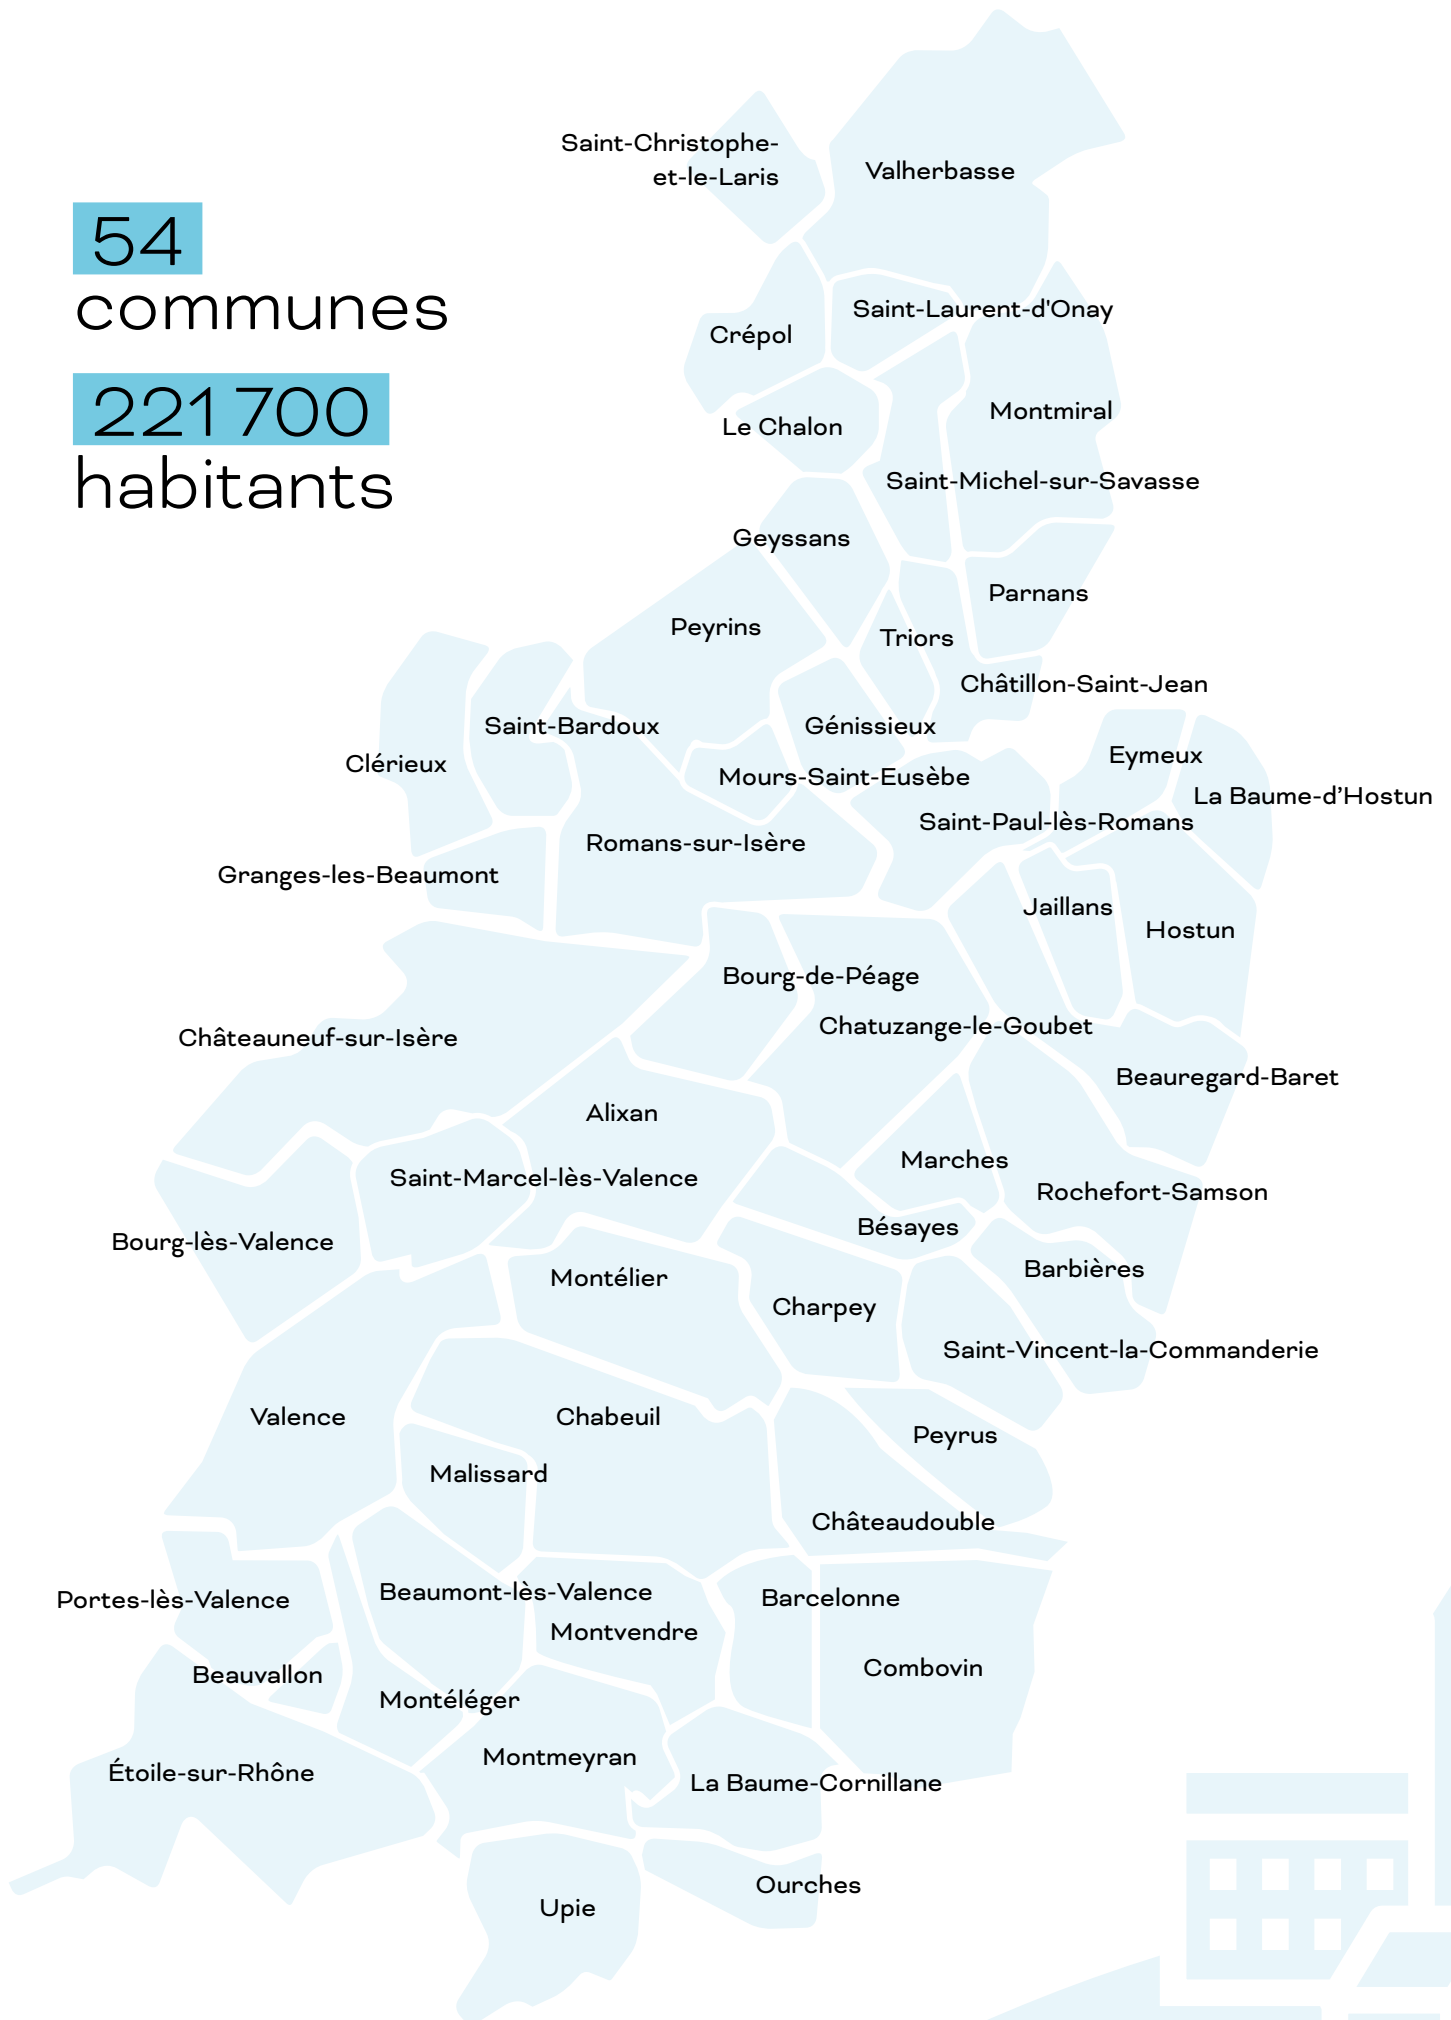 54
communes
221 700
habitants
Saint-Christophe-
et-le-Laris
Valherbasse
Saint-Laurent-d'Onay
Crépol
Montmiral
Le Chalon
Saint-Michel-sur-Savasse
Geyssans
Parnans
Peyrins
Triors
Châtillon-Saint-Jean
Saint-Bardoux
Génissieux
Clérieux
Eymeux
Mours-Saint-Eusèbe
La Baume-d’Hostun
Saint-Paul-lès-Romans
Romans-sur-Isère
Granges-les-Beaumont
Jaillans
Hostun
Bourg-de-Péage
Chatuzange-le-Goubet
Châteauneuf-sur-Isère
Beauregard-Baret
Alixan
Marches
Saint-Marcel-lès-Valence
Rochefort-Samson
Bésayes
Bourg-lès-Valence
Barbières
Montélier
Charpey
Saint-Vincent-la-Commanderie
Valence
Chabeuil
Peyrus
Malissard
Châteaudouble
Beaumont-lès-Valence
Barcelonne
Portes-lès-Valence
Montvendre
Combovin
Beauvallon
Montéléger
Montmeyran
Étoile-sur-Rhône
La Baume-Cornillane
Ourches
Upie